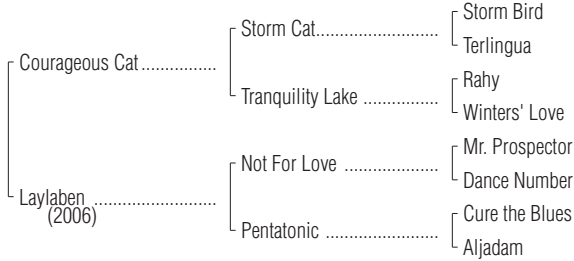 Storm Bird
Storm Cat..............................
Terlingua
Courageous Cat..................
Rahy
Tranquility Lake ..................
Winters' Love
Mr. Prospector
Not For Love ......................
Dance Number
Laylaben .............................
(2006)
Cure the Blues
Pentatonic ...........................
Aljadam